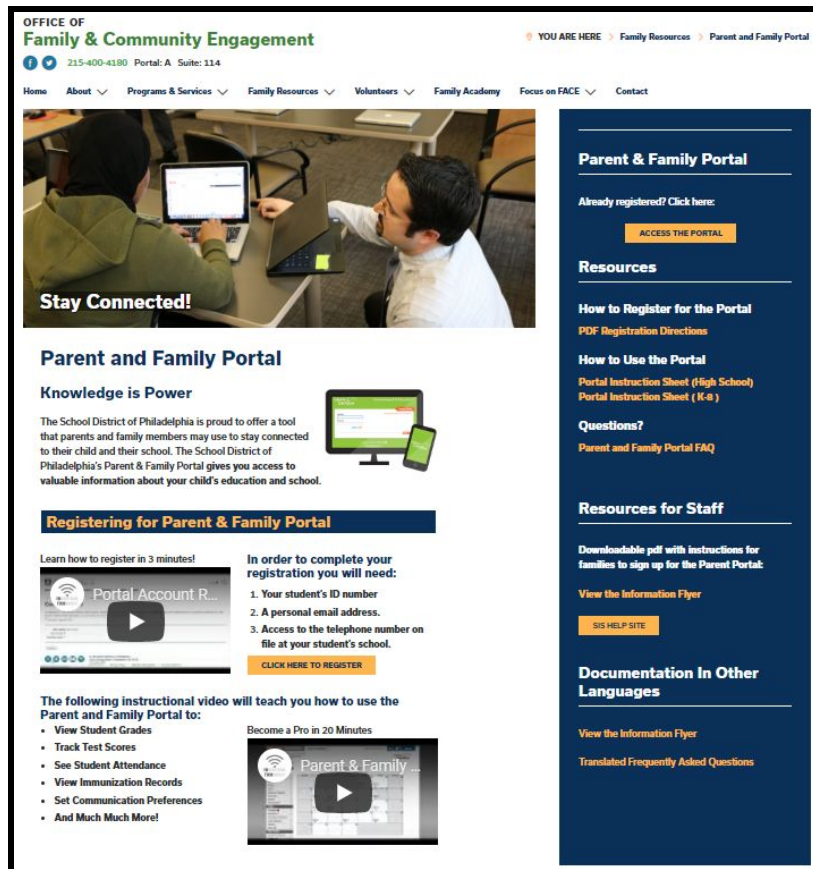 OFFICE OF
Family & Community Engagement
YOU ARE HERE > Family Resources > Parent and Family Portal
215-400-4180 Portal: A Suite: 114
Home About Programs & Services Family Resources Volunteers Family Academy Focus on FACE Contact
Stay Connected!
Parent and Family Portal
Knowledge is Power
The School District of Philadelphia is proud to offer a tool
that parents and family members may use to stay connected
to their child and their school. The School District of
Philadelphia's Parent & Family Portal gives you access to
valuable information about your child's education and school.
Registering for Parent & Family Portal
Learn how to register in 3 minutes!
Portal Account R...
In order to complete your
registration you will need:
1. Your student's ID number
2. A personal email address.
3. Access to the telephone number on
file at your student's school.
CLICK HERE TO REGISTER
The following instructional video will teach you how to use the
Parent and Family Portal to:
• View Student Grades
• Track Test Scores
• See Student Attendance
• View Immunization Records
• Set Communication Preferences
• And Much Much More!
Become a Pro in 20 Minutes
Parent & Family ...
Parent & Family Portal
Already registered? Click here:
ACCESS THE PORTAL
Resources
How to Register for the Portal
PDF Registration Directions
How to Use the Portal
Portal Instruction Sheet (High School)
Portal Instruction Sheet ( K-8 )
Questions?
Parent and Family Portal FAQ
Resources for Staff
Downloadable pdf with instructions for
families to sign up for the Parent Portal:
View the Information Flyer
SIS HELP SITE
Documentation In Other
Languages
View the Information Flyer
Translated Frequently Asked Questions